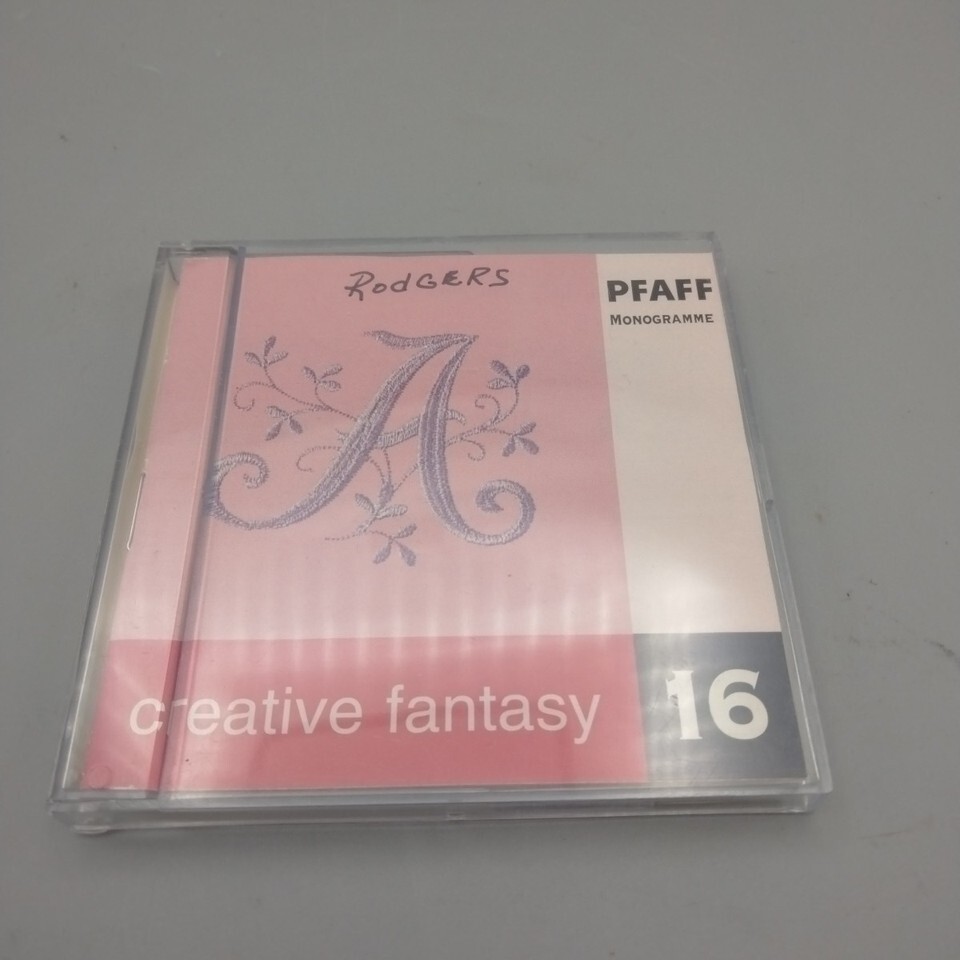 RodGERS
PFAFF
MONOGRAMME
A
creative fantasy
16